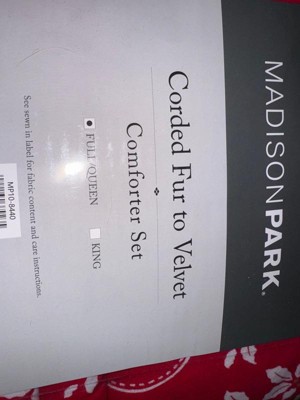 MADISON PARK®
Corded Fur to Velvet
Comforter Set
FULL/QUEEN KING
See sewn in label for fabric content and care instructions.
MP10-8440